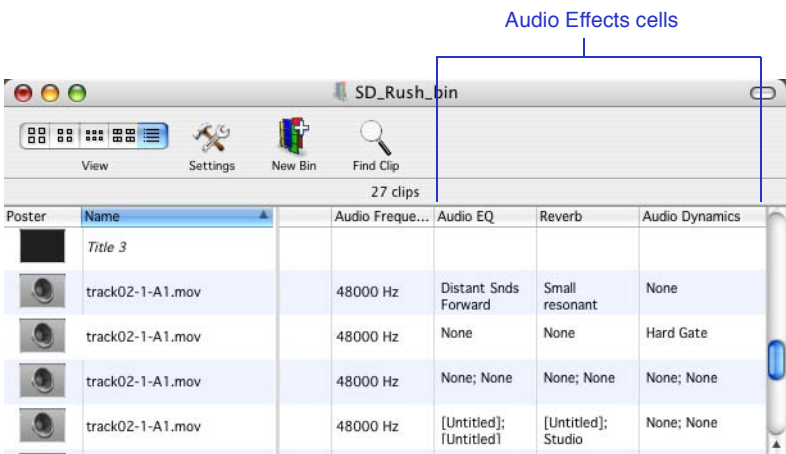 Audio Effects cells
SD_Rush_bin
View Settings New Bin Find Clip
27 clips
Poster Name Audio Freque... Audio EQ Reverb Audio Dynamics
Title 3
track02-1-A1.mov 48000 Hz Distant Snds Forward Small resonant None
track02-1-A1.mov 48000 Hz None None Hard Gate
track02-1-A1.mov 48000 Hz None; None None; None None; None
track02-1-A1.mov 48000 Hz [Untitled]; [Untitled] [Untitled]; Studio None; None